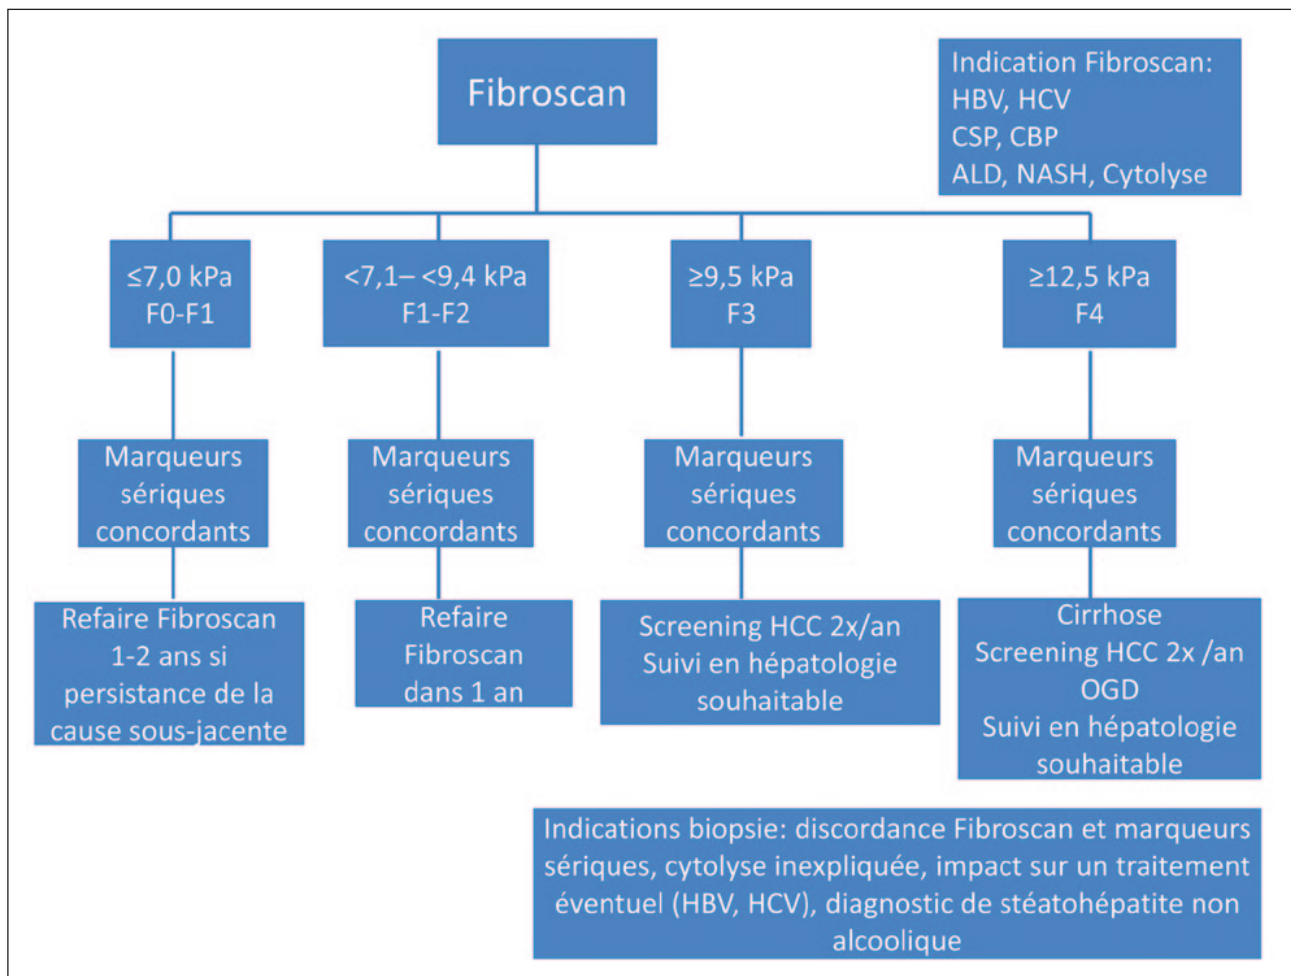 Fibroscan
Indication Fibroscan:
HBV, HCV
CSP, CBP
ALD, NASH, Cytolyse
≤7,0 kPa
F0-F1
<7,1– <9,4 kPa
F1-F2
≥9,5 kPa
F3
≥12,5 kPa
F4
Marqueurs
sériques
concordants
Marqueurs
sériques
concordants
Marqueurs
sériques
concordants
Marqueurs
sériques
concordants
Refaire Fibroscan
1-2 ans si
persistance de la
cause sous-jacente
Refaire
Fibroscan
dans 1 an
Screening HCC 2x/an
Suivi en hépatologie
souhaitable
Cirrhose
Screening HCC 2x /an
OGD
Suivi en hépatologie
souhaitable
Indications biopsie: discordance Fibroscan et marqueurs
sériques, cytolyse inexpliquée, impact sur un traitement
éventuel (HBV, HCV), diagnostic de stéatohépatite non
alcoolique